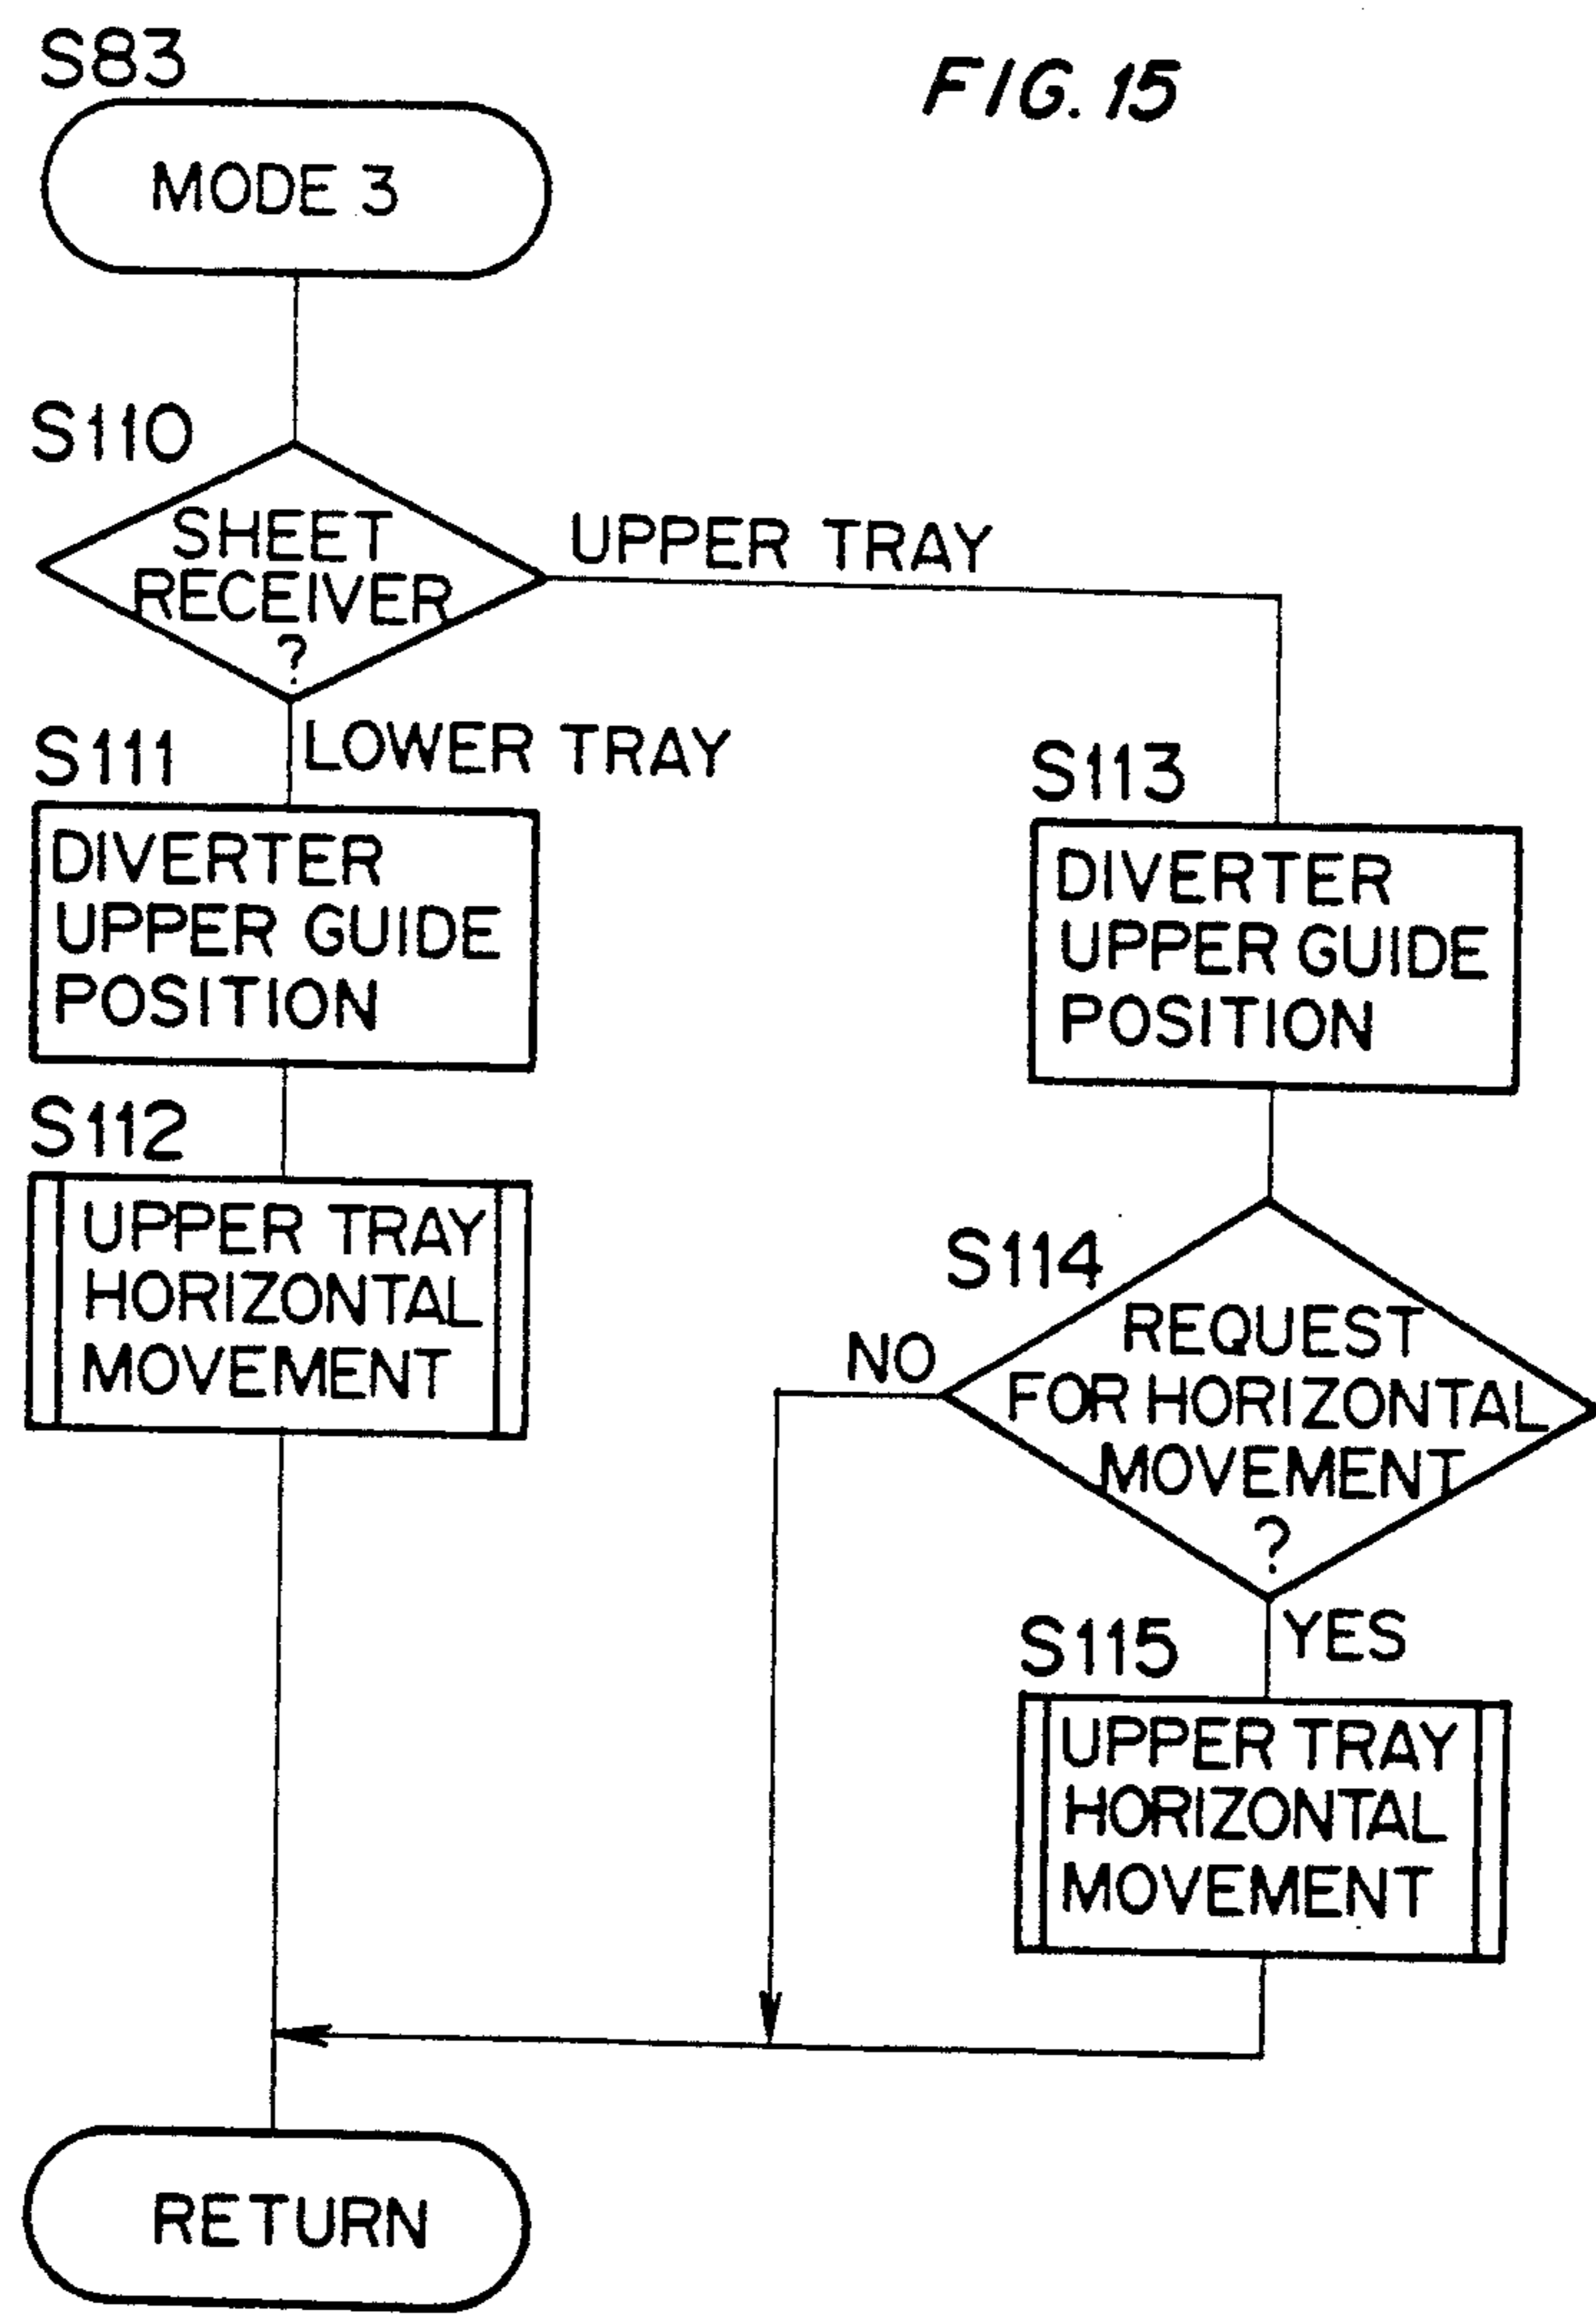 S83
FIG. 15
MODE 3
S110
SHEET
RECEIVER
?
UPPER TRAY
LOWER TRAY
S111
DIVERTER
UPPER GUIDE
POSITION
S112
UPPER TRAY
HORIZONTAL
MOVEMENT
S113
DIVERTER
UPPER GUIDE
POSITION
S114
REQUEST
FOR HORIZONTAL
MOVEMENT
?
NO
YES
S115
UPPER TRAY
HORIZONTAL
MOVEMENT
RETURN